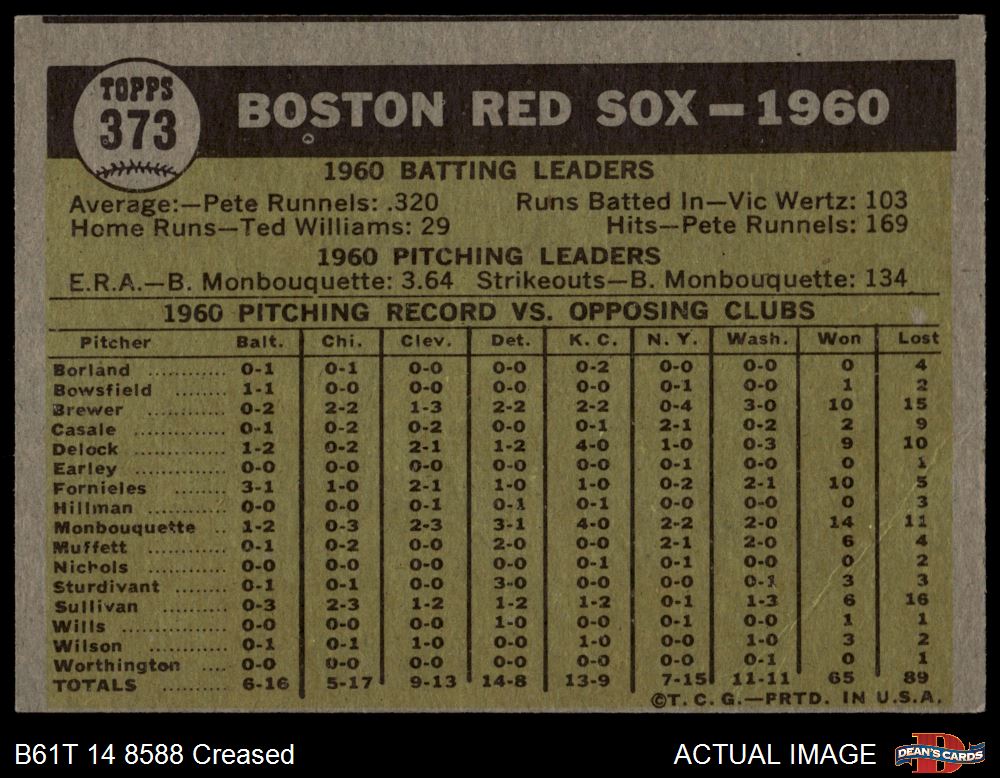 TOPPS
373
BOSTON RED SOX—1960
1960 BATTING LEADERS
Average:—Pete Runnels: .320 Runs Batted In—Vic Wertz: 103
Home Runs—Ted Williams: 29 Hits—Pete Runnels: 169
1960 PITCHING LEADERS
E.R.A.—B. Monbouquette: 3.64 Strikeouts—B. Monbouquette: 134
1960 PITCHING RECORD VS. OPPOSING CLUBS
Pitcher Balt. Chi. Clev. Det. K. C. N. Y. Wash. Won Lost
Borland ............ 0-1 0-1 0-0 0-0 0-2 0-0 0-0 0 4
Bowsfield ........ 1-1 0-0 0-0 0-0 0-0 0-1 0-0 1 2
Brewer ............ 0-2 2-2 1-3 2-2 2-2 0-4 3-0 10 15
Casale .............. 0-1 0-2 0-2 0-0 0-1 2-1 0-2 2 9
Delock .............. 1-2 0-2 2-1 1-2 4-0 1-0 0-3 9 10
Earley .............. 0-0 0-0 0-0 0-0 0-0 0-1 0-0 0 1
Fornieles ........ 3-1 1-0 2-1 1-0 1-0 0-2 2-1 10 5
Hillman ............ 0-0 0-0 0-1 0-1 0-1 0-0 0-0 0 3
Monbouquette .. 1-2 0-3 2-3 3-1 4-0 2-2 2-0 14 11
Muffett ............ 0-1 0-2 0-0 2-0 0-0 2-1 2-0 6 4
Nichols ............ 0-0 0-0 0-0 0-0 0-1 0-1 0-0 0 2
Sturdivant ........ 0-1 0-1 0-0 3-0 0-0 0-0 0-1 3 3
Sullivan ............ 0-3 2-3 1-2 1-2 1-2 0-1 1-3 6 16
Wills ................ 0-0 0-0 0-0 1-0 0-0 0-1 0-0 1 1
Wilson .............. 0-1 0-1 1-0 0-0 1-0 0-0 1-0 3 2
Worthington .... 0-0 0-0 0-0 0-0 0-0 0-0 0-1 0 1
TOTALS .......... 6-16 5-17 9-13 14-8 13-9 7-15 11-11 65 89
©T. C. G.—PRTD. IN U.S.A.
B61T 14 8588 Creased ACTUAL IMAGE
DEAN'S CARDS